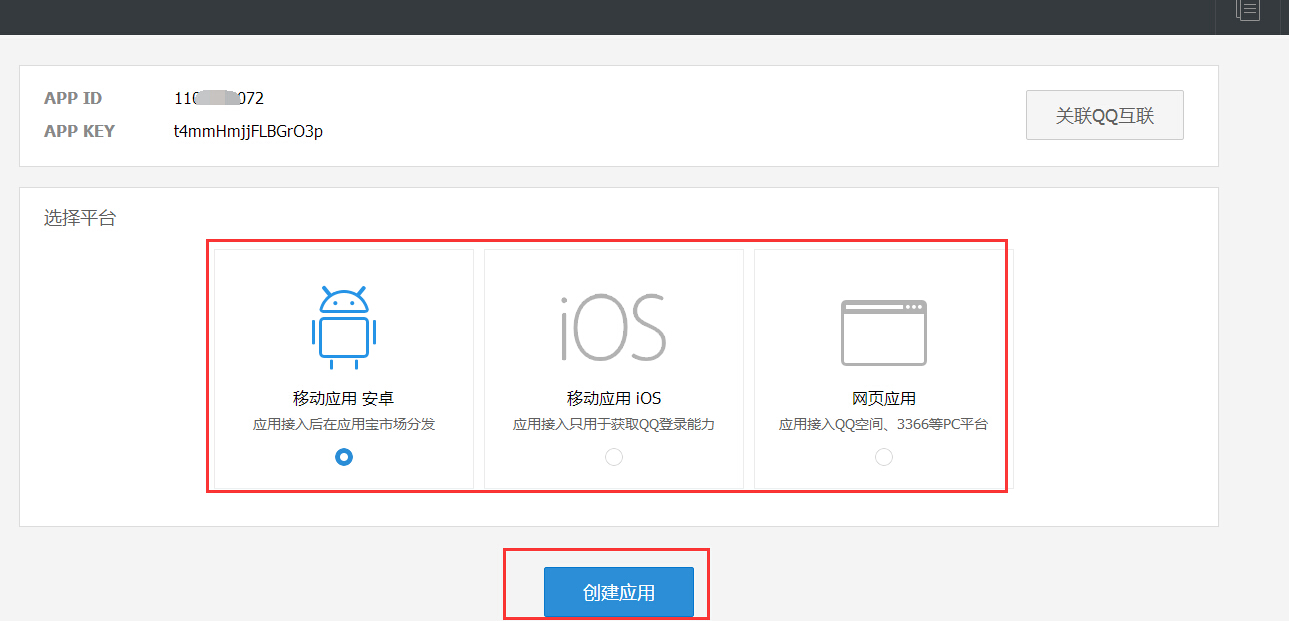 APP ID 110 072
APP KEY t4mmHmjjFLBGrO3p
关联QQ互联
选择平台
iOS
移动应用 安卓
应用接入后在应用宝市场分发
移动应用 iOS
应用接入只用于获取QQ登录能力
网页应用
应用接入QQ空间、3366等PC平台
创建应用